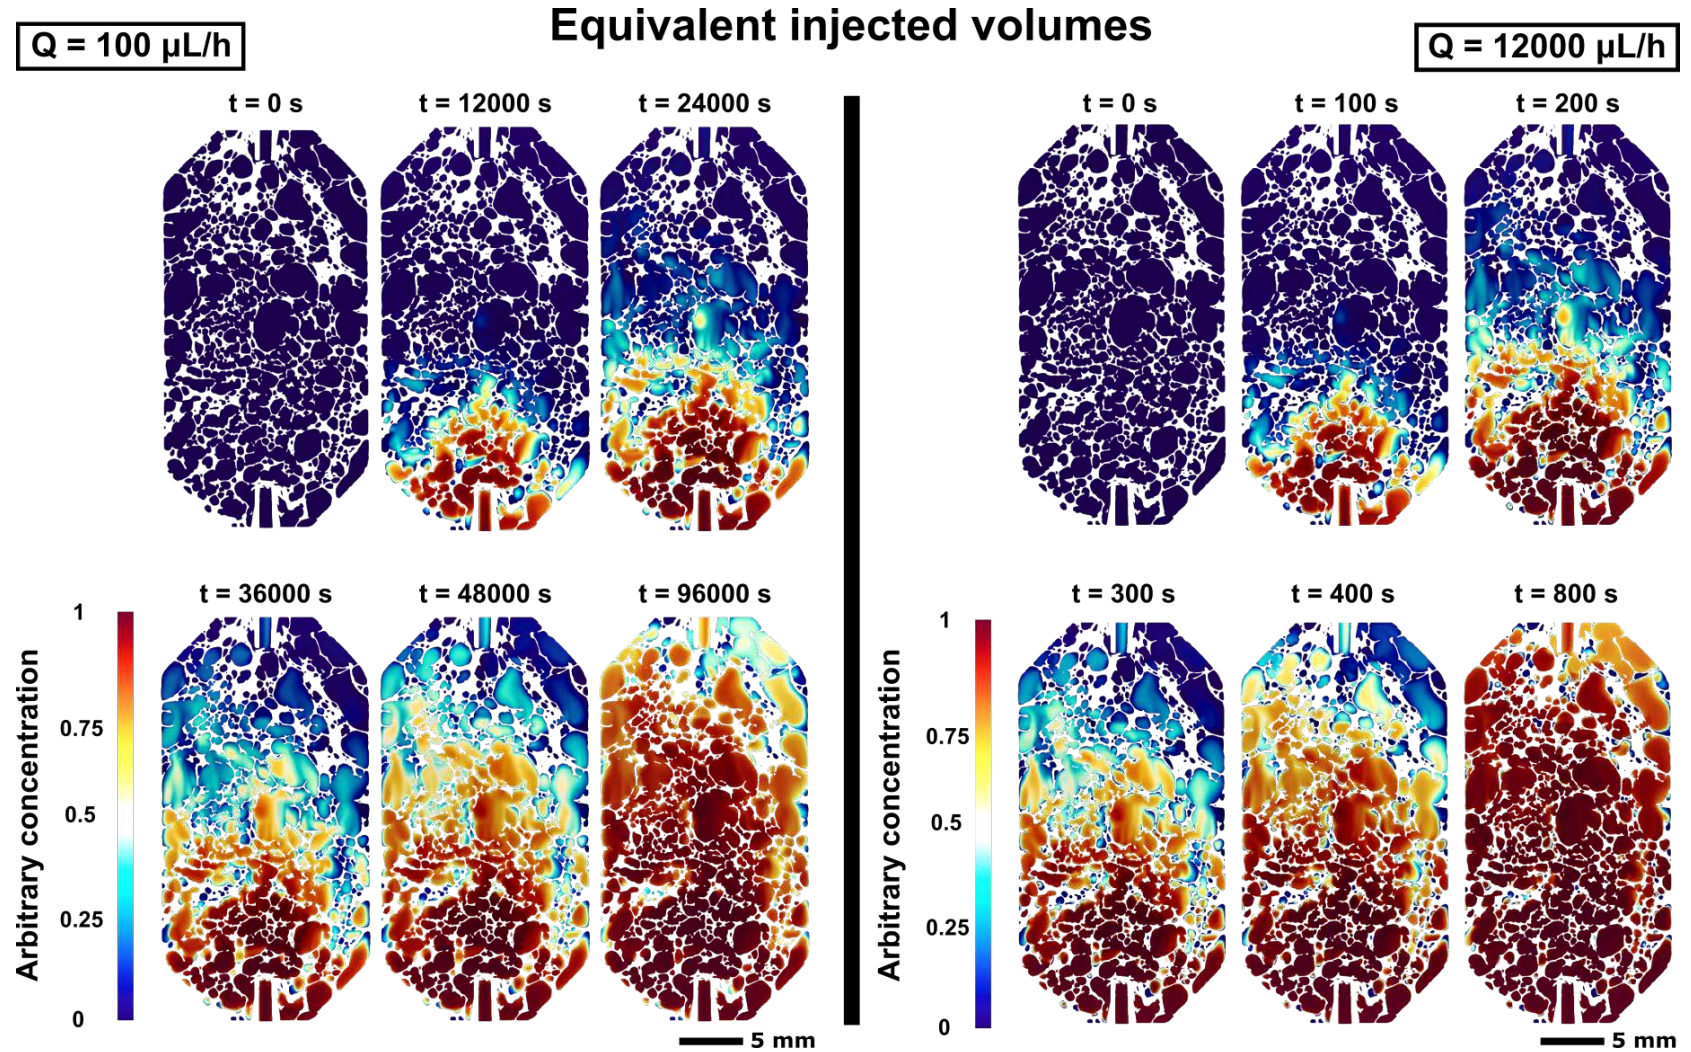 Equivalent injected volumes
Q = 100 µL/h
Q = 12000 µL/h
t = 0 s
t = 12000 s
t = 24000 s
t = 0 s
t = 100 s
t = 200 s
t = 36000 s
t = 48000 s
t = 96000 s
t = 300 s
t = 400 s
t = 800 s
Arbitrary concentration
1
0.75
0.5
0.25
0
5 mm
Arbitrary concentration
1
0.75
0.5
0.25
0
5 mm